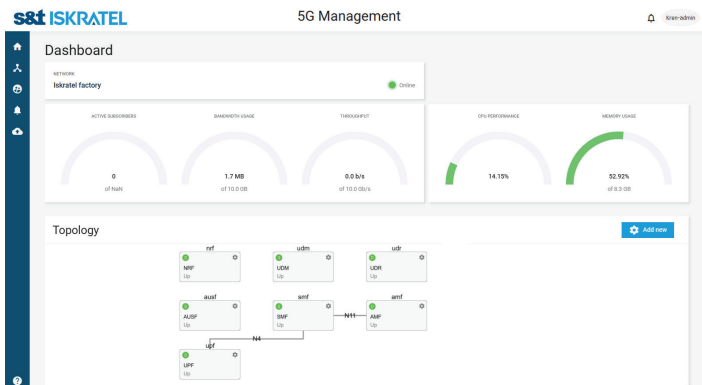 s&t ISKRATEL
5G Management
Kran-admin
Dashboard
NETWORK
Iskratel factory
Online
ACTIVE SUBSCRIBERS
BANDWIDTH USAGE
THROUGHPUT
CPU PERFORMANCE
MEMORY USAGE
0
1.7 MB
0.0 b/s
14.15%
52.92%
of NaN
of 10.0 GB
of 10.0 Gb/s
of 8.3 GB
Topology
Add new
nrf
udm
udr
NRF
UDM
UDR
Up
Up
Up
ausf
smf
amf
AUSF
SMF
N11
AMF
Up
Up
Up
N4
upf
UPF
Up